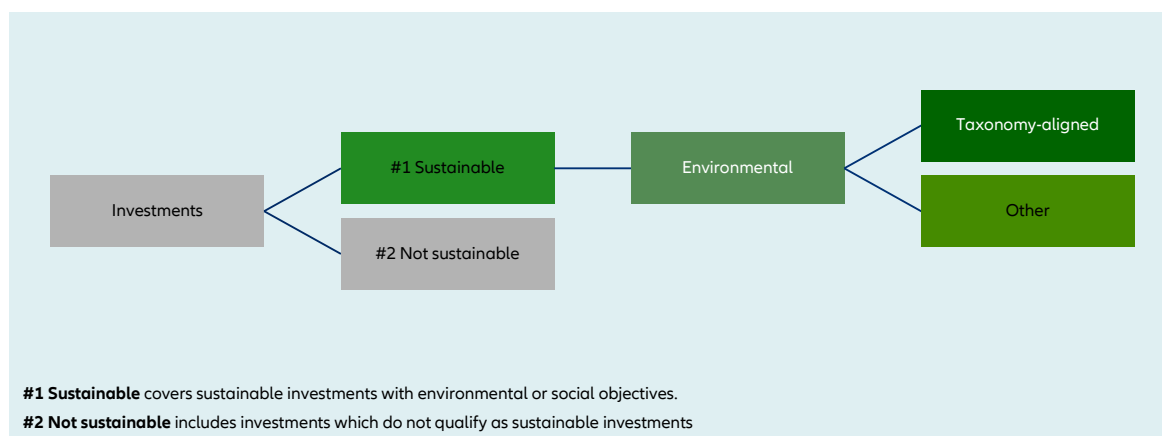 Taxonomy-aligned
#1 Sustainable
Environmental
Investments
Other
#2 Not sustainable
#1 Sustainable covers sustainable investments with environmental or social objectives.
#2 Not sustainable includes investments which do not qualify as sustainable investments